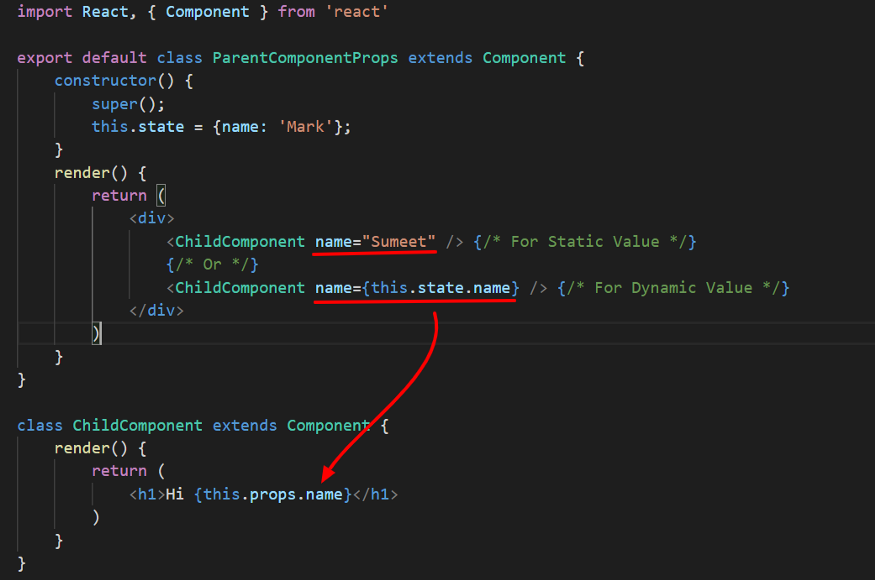 import React, { Component } from 'react'
export default class ParentComponentProps extends Component {
constructor() {
super();
this.state = {name: 'Mark'};
}
render() {
return (
<div>
<ChildComponent name="Sumeet" /> {/* For Static Value */}
{/* Or */}
<ChildComponent name={this.state.name} /> {/* For Dynamic Value */}
</div>
)
}
}
class ChildComponent extends Component {
render() {
return (
<h1>Hi {this.props.name}</h1>
)
}
}